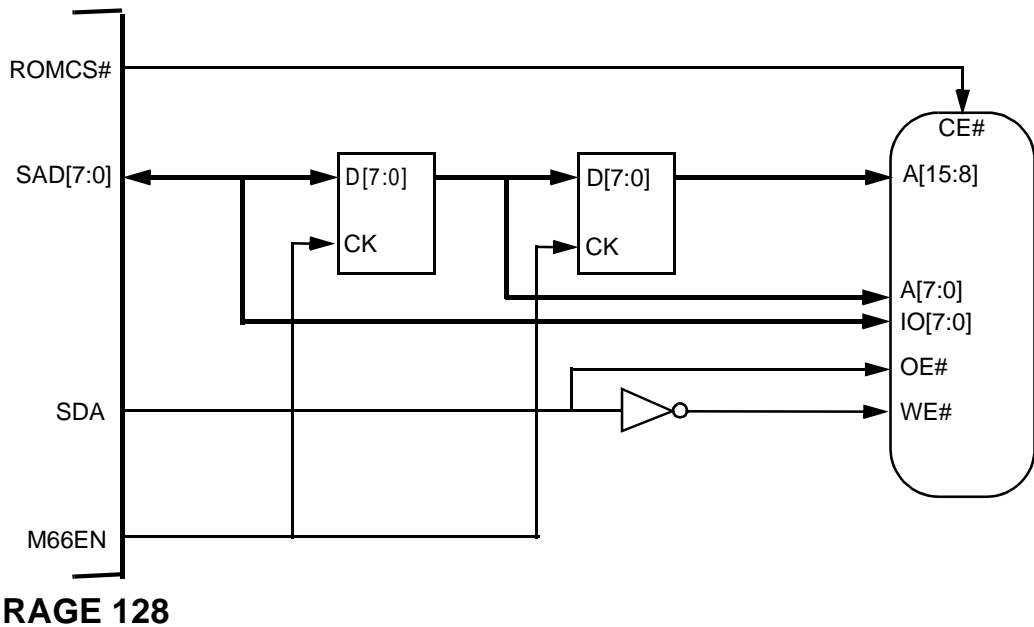 ROMCS#
CE#
SAD[7:0]
D[7:0]
D[7:0]
A[15:8]
CK
CK
A[7:0]
IO[7:0]
OE#
SDA
WE#
M66EN
RAGE 128